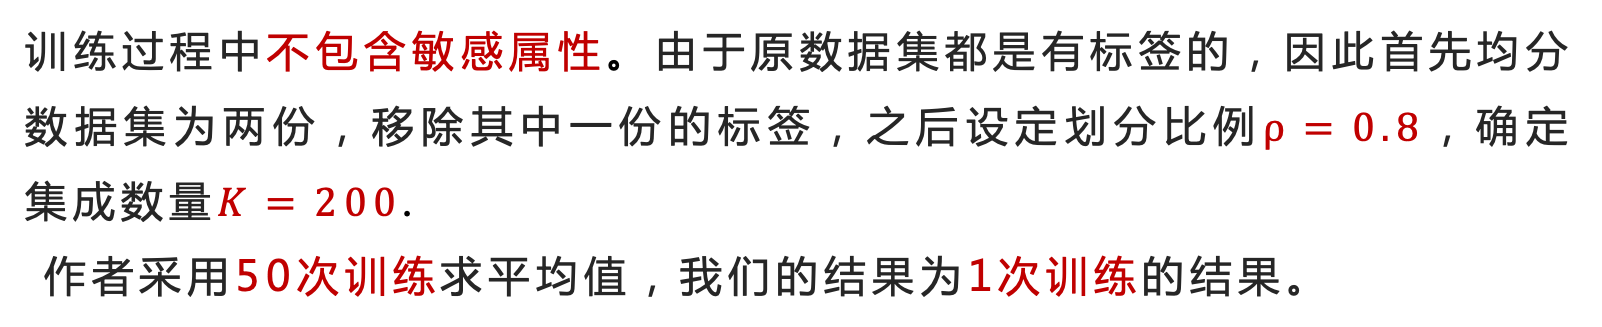 训练过程中不包含敏感属性。由于原数据集都是有标签的，因此首先均分
数据集为两份，移除其中一份的标签，之后设定划分比例ρ = 0.8，确定
集成数量K = 200.
作者采用50次训练求平均值，我们的结果为1次训练的结果。